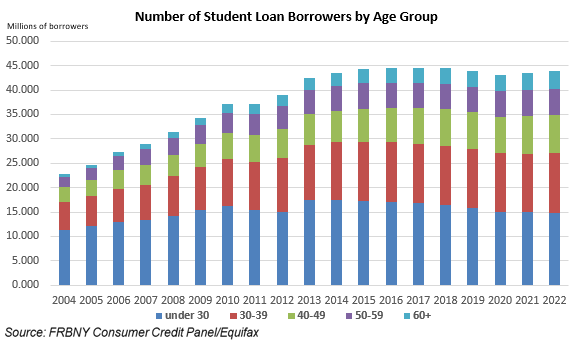 Number of Student Loan Borrowers by Age Group
Millions of borrowers
50.000
45.000
40.000
35.000
30.000
25.000
20.000
15.000
10.000
5.000
0.000
2004 2005 2006 2007 2008 2009 2010 2011 2012 2013 2014 2015 2016 2017 2018 2019 2020 2021 2022
under 30 30-39 40-49 50-59 60+
Source: FRBNY Consumer Credit Panel/Equifax